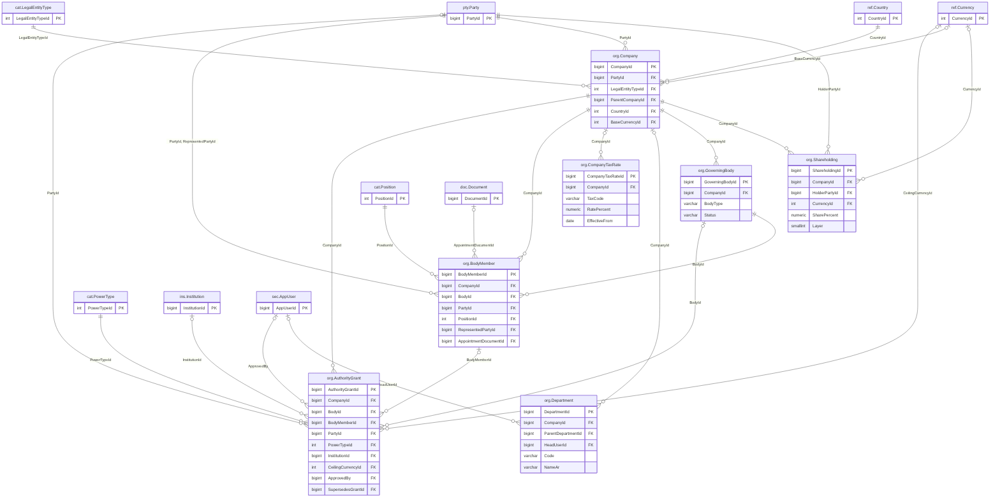 cat.LegalEntityType
int LegalEntityTypeId PK
pty.Party
bigint PartyId PK
ref.Country
int CountryId PK
ref.Currency
int CurrencyId PK
LegalEntityTypeId
PartyId
CountryId
BaseCurrencyId
org.Company
bigint CompanyId PK
bigint PartyId FK
int LegalEntityTypeId FK
bigint ParentCompanyId FK
int CountryId FK
int BaseCurrencyId FK
HolderPartyId
CurrencyId
PartyId, RepresentedPartyId
CompanyId
CompanyId
CompanyId
org.CompanyTaxRate
bigint CompanyTaxRateId PK
bigint CompanyId FK
varchar TaxCode
numeric RatePercent
date EffectiveFrom
org.GoverningBody
bigint GoverningBodyId PK
bigint CompanyId FK
varchar BodyType
varchar Status
org.Shareholding
bigint ShareholdingId PK
bigint CompanyId FK
bigint HolderPartyId FK
int CurrencyId FK
numeric SharePercent
smallint Layer
cat.Position
int PositionId PK
doc.Document
bigint DocumentId PK
PartyId
CompanyId
CeilingCurrencyId
CompanyId
PositionId
AppointmentDocumentId
CompanyId
BodyId
org.BodyMember
bigint BodyMemberId PK
bigint CompanyId FK
bigint BodyId FK
bigint PartyId FK
int PositionId FK
bigint RepresentedPartyId FK
bigint AppointmentDocumentId FK
BodyId
cat.PowerType
int PowerTypeId PK
ins.Institution
bigint InstitutionId PK
sec.AppUser
bigint AppUserId PK
PowerTypeId
InstitutionId
ApprovedBy
BodyMemberId
org.AuthorityGrant
bigint AuthorityGrantId PK
bigint CompanyId FK
bigint BodyId FK
bigint BodyMemberId FK
bigint PartyId FK
int PowerTypeId FK
bigint InstitutionId FK
int CeilingCurrencyId FK
bigint ApprovedBy FK
bigint SupersedesGrantId FK
org.Department
bigint DepartmentId PK
bigint CompanyId FK
bigint ParentDepartmentId FK
bigint HeadUserId FK
varchar Code
varchar NameAr